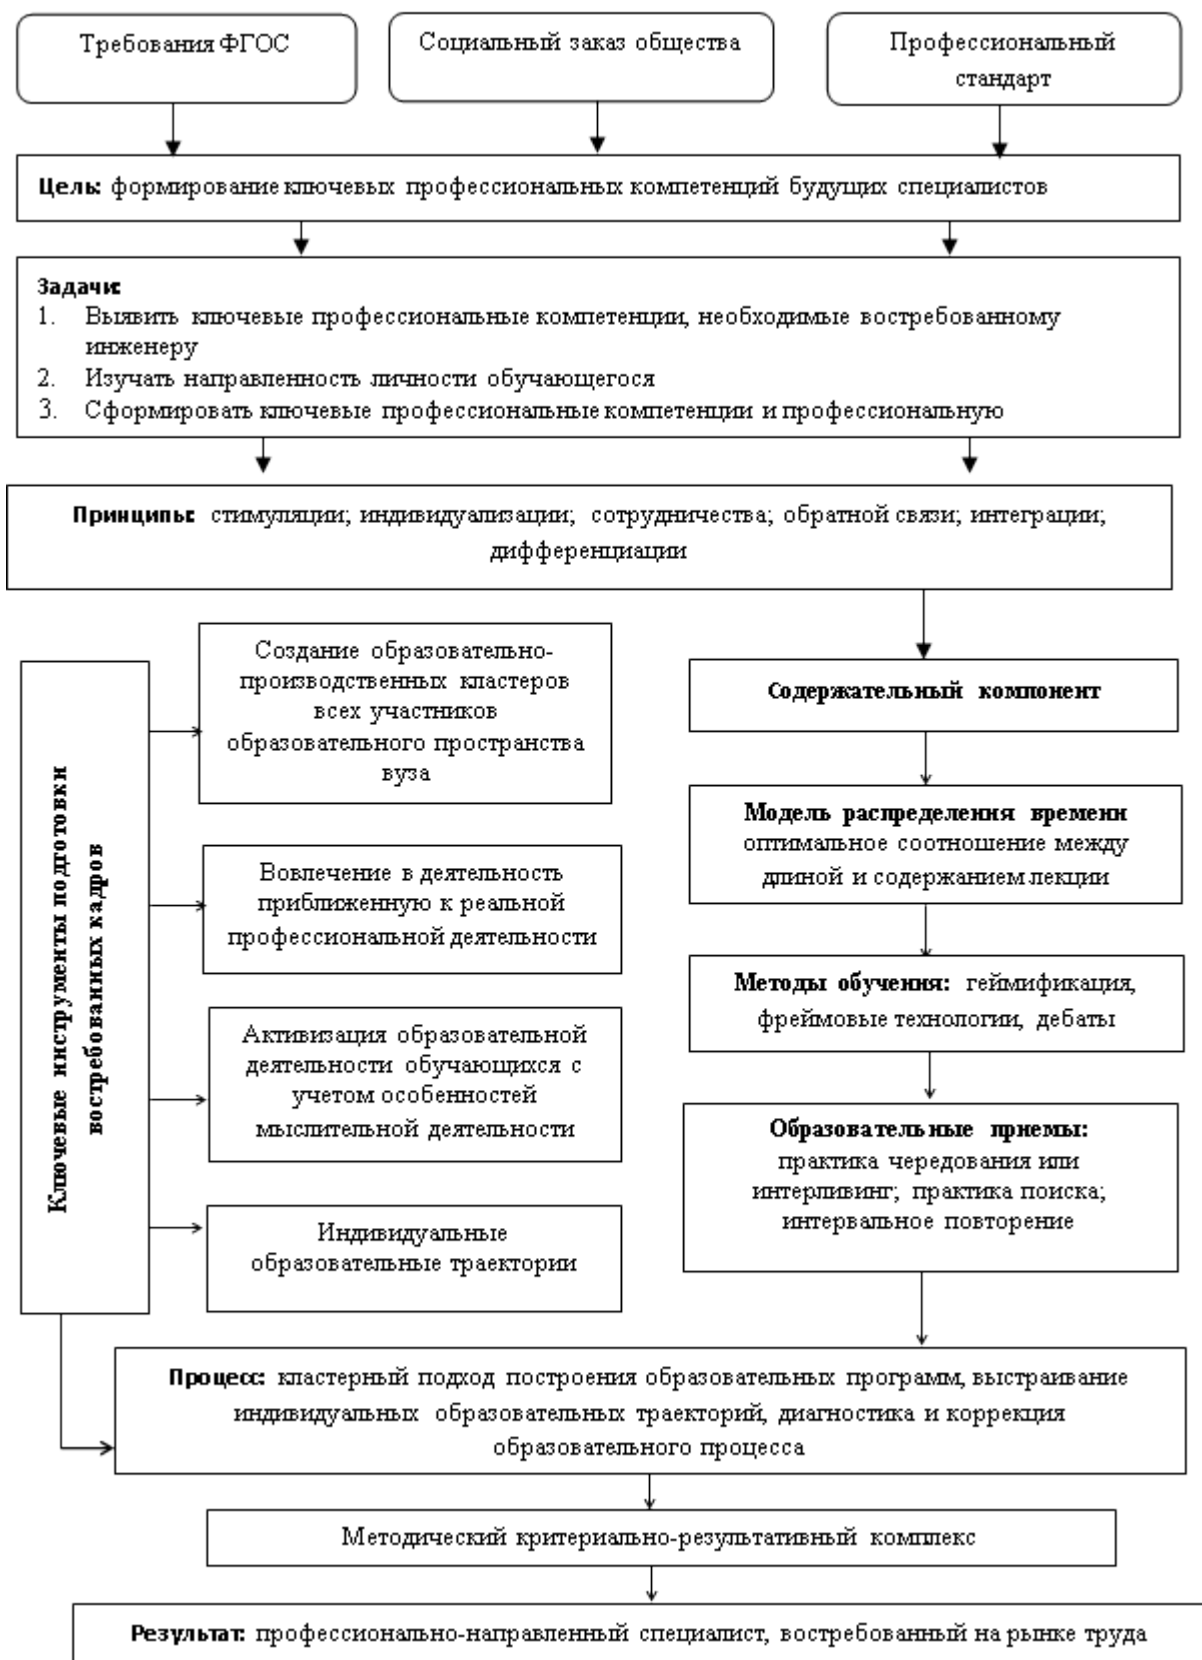 Требования ФГОС
Социальный заказ общества
Профессиональный
стандарт
Цель: формирование ключевых профессиональных компетенций будущих специалистов
Задачи:
1. Выявить ключевые профессиональные компетенции, необходимые востребованному
инженеру
2. Изучать направленность личности обучающегося
3. Сформировать ключевые профессиональные компетенции и профессиональную
Принципы: стимуляции; индивидуализации; сотрудничества; обратной связи; интеграции;
дифференциации
Ключевые инструменты подготовки
востребованных кадров
Создание образовательно-
производственных кластеров
всех участников
образовательного пространства
вуза
Вовлечение в деятельность
приближенную к реальной
профессиональной деятельности
Активизация образовательной
деятельности обучающихся с
учетом особенностей
мыслительной деятельности
Индивидуальные
образовательные траектории
Содержательный компонент
Модель распределения времени
оптимальное соотношение между
длиной и содержанием лекции
Методы обучения: геймификация,
фреймовые технологии, дебаты
Образовательные приемы:
практика чередования или
интерливинг; практика поиска;
интервальное повторение
Процесс: кластерный подход построения образовательных программ, выстраивание
индивидуальных образовательных траекторий, диагностика и коррекция
образовательного процесса
Методический критериально-результативный комплекс
Результат: профессионально-направленный специалист, востребованный на рынке труда